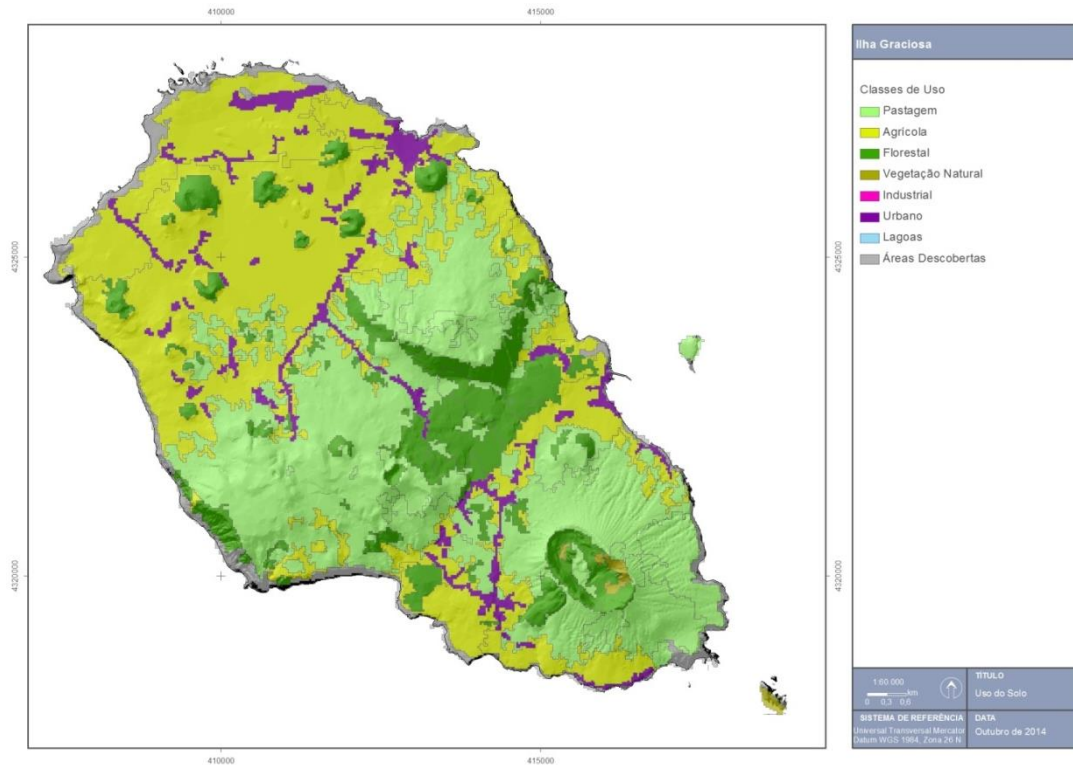 410000
415000
4325000
4325000
4320000
4320000
410000
415000
Ilha Graciosa
Classes de Uso
Pastagem
Agrícola
Florestal
Vegetação Natural
Industrial
Urbano
Lagoas
Áreas Descobertas
1:60.000
km
0 0,3 0,6
TÍTULO
Uso do Solo
SISTEMA DE REFERÊNCIA
Universal Transversal Mercator
Datum WGS-1984, Zona 26 N
DATA
Outubro de 2014